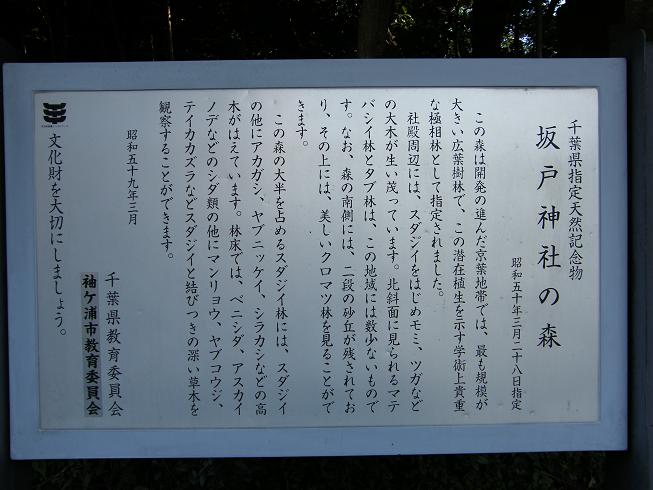 千葉県指定天然記念物
坂戸神社の森
昭和五十年三月二十八日指定
この森は開発の進んだ京葉地帯では、最も規模が
大きい広葉樹林で、この潜在植生を示す学術上貴重
な極相林として指定されました。
社殿周辺には、スダジイをはじめモミ、ツガなど
の大木が生い茂っています。北斜面に見られるマテ
バシイ林とタブ林は、この地域には数少ないもので
す。なお、森の南側には、二段の砂丘が残されてお
り、その上には、美しいクロマツ林を見ることがで
きます。
この森の大半を占めるスダジイ林には、スダジイ
の他にアカガシ、ヤブニッケイ、シラカシなどの高
木がはえています。林床では、ベニシダ、アスカイ
ノデなどのシダ類の他にマンリョウ、ヤブコウジ、
テイカカズラなどスダジイと結びつきの深い草木を
観察することができます。
昭和五十九年三月
千葉県教育委員会
袖ケ浦市教育委員会
文化財を大切にしましょう。